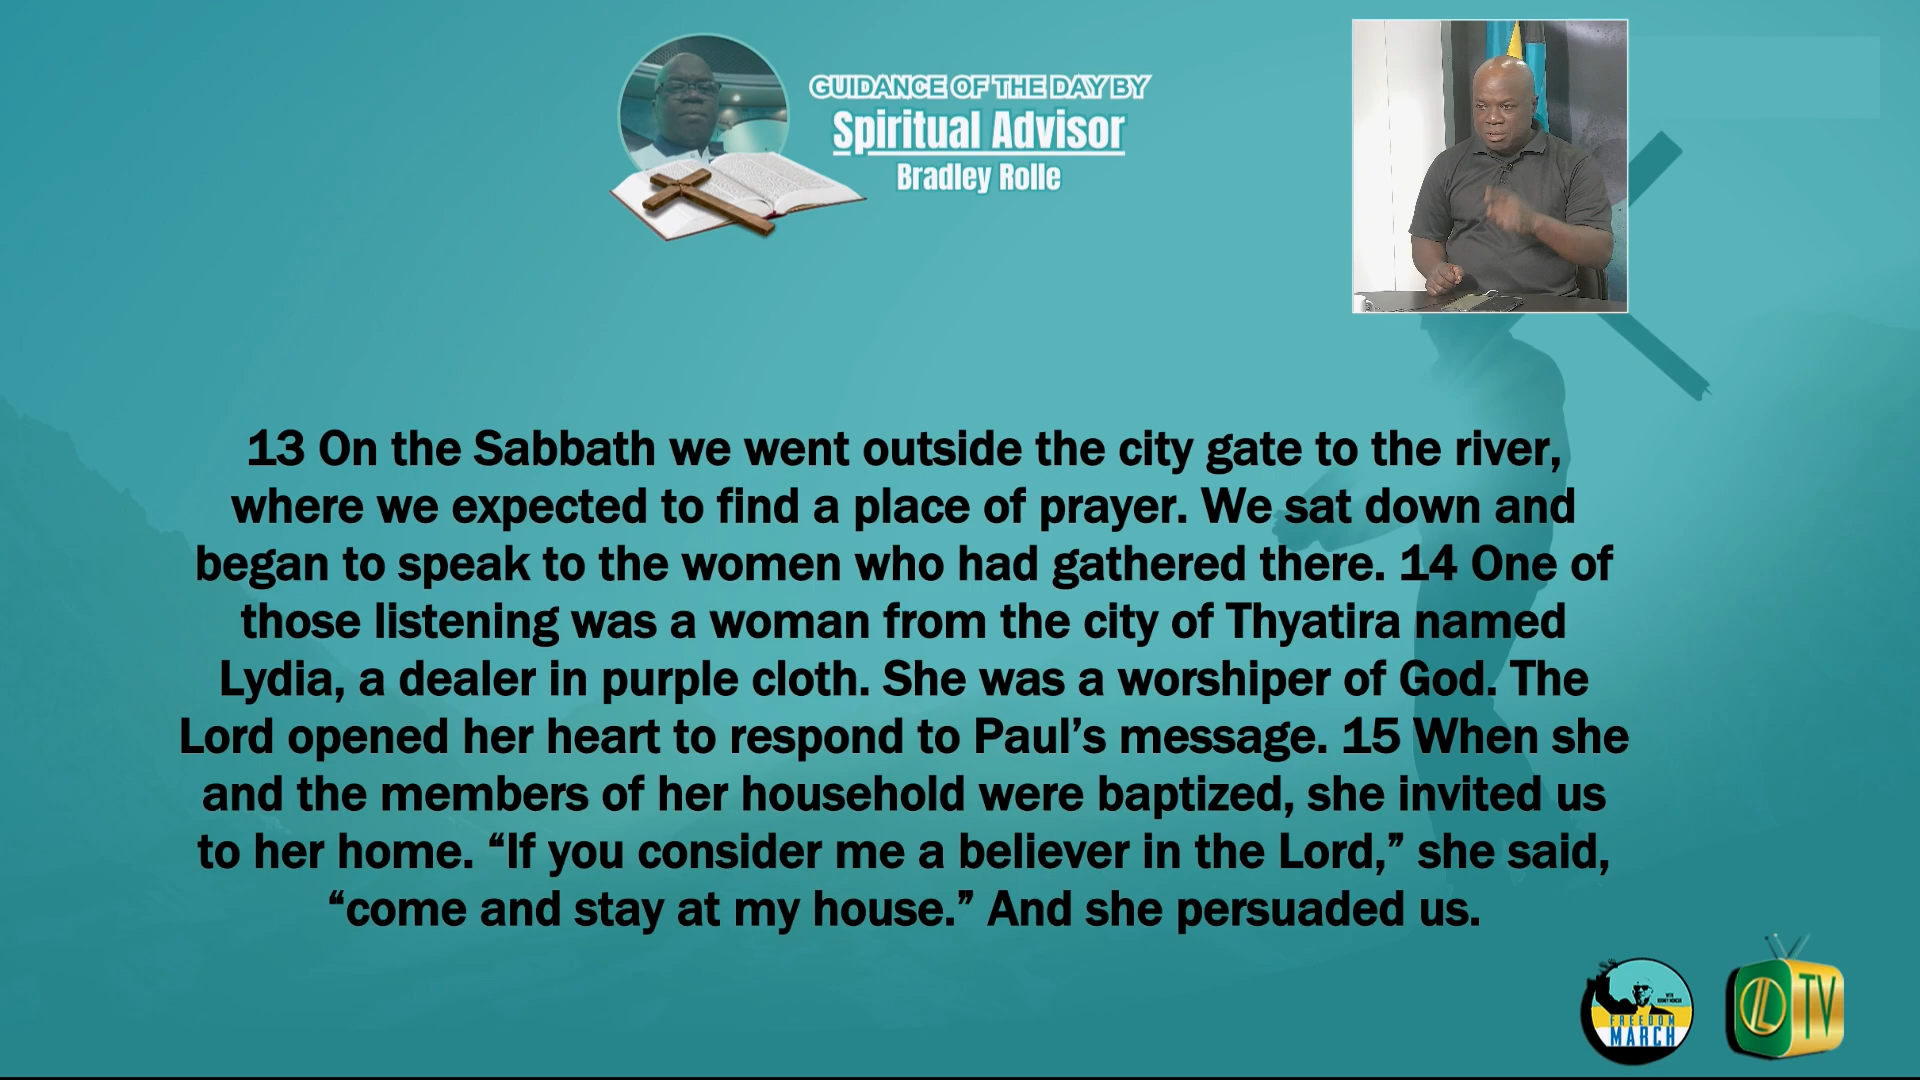 GUIDANCE OF THE DAY BY
Spiritual Advisor
Bradley Rolle
13 On the Sabbath we went outside the city gate to the river,
where we expected to find a place of prayer. We sat down and
began to speak to the women who had gathered there. 14 One of
those listening was a woman from the city of Thyatira named
Lydia, a dealer in purple cloth. She was a worshiper of God. The
Lord opened her heart to respond to Paul’s message. 15 When she
and the members of her household were baptized, she invited us
to her home. “If you consider me a believer in the Lord,” she said,
“come and stay at my house.” And she persuaded us.
FREEDOM
MARCH
TV